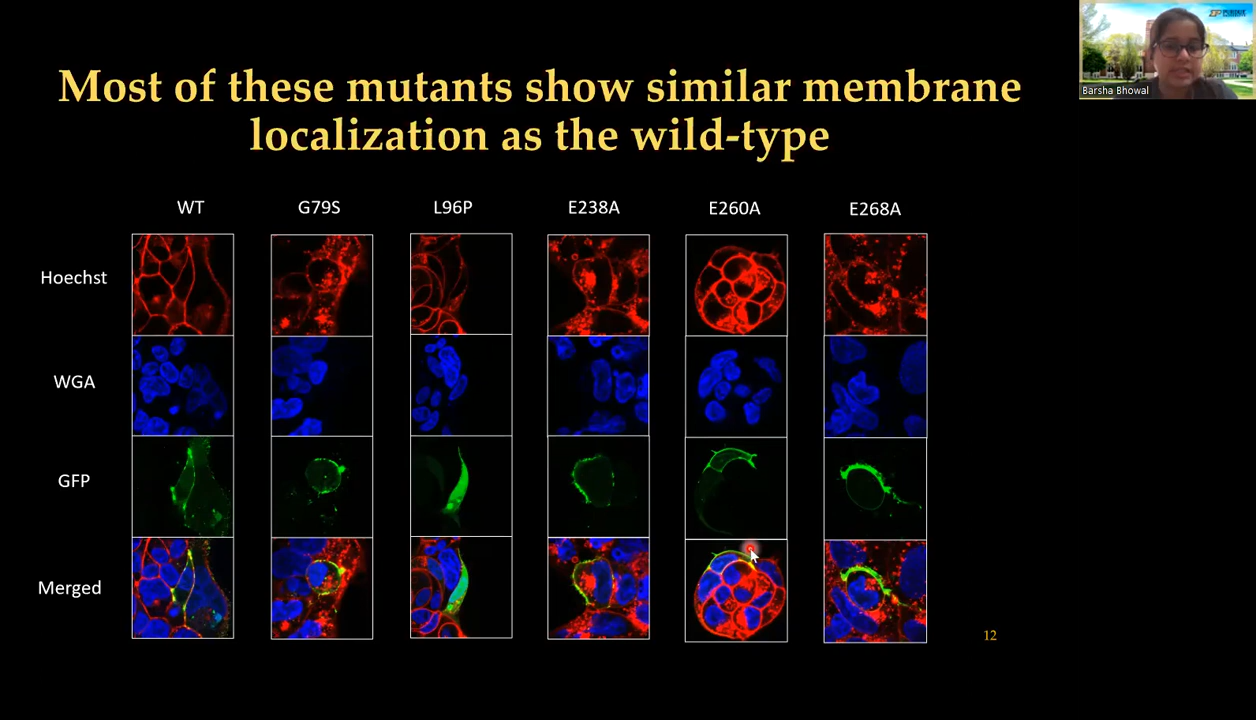 Most of these mutants show similar membrane
localization as the wild-type
WT G79S L96P E238A E260A E268A
Hoechst
WGA
GFP
Merged
12
Barsha Bhowal